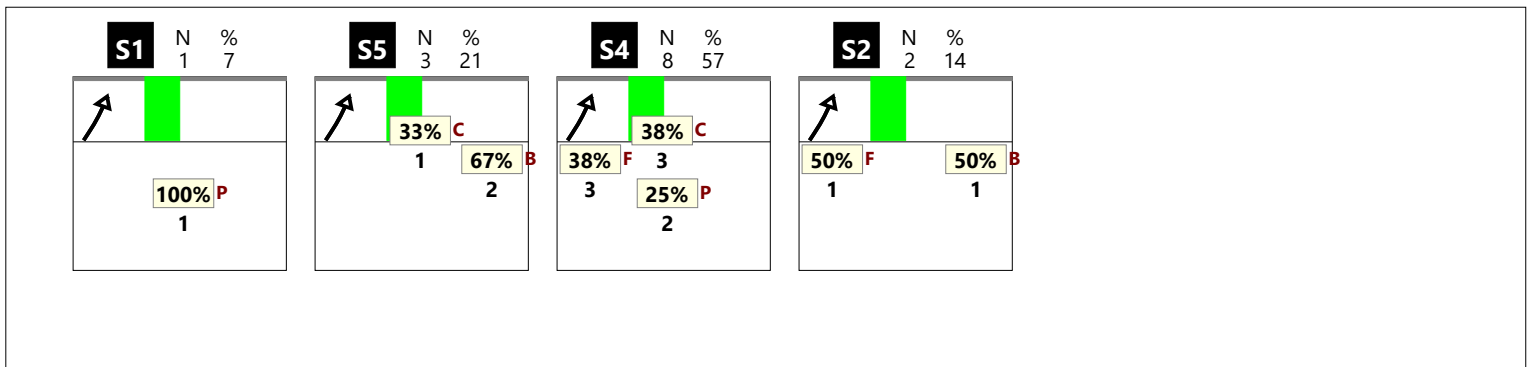 S1 N % 1 7
S5 N % 3 21
S4 N % 8 57
S2 N % 2 14
100% P
1
33% C
1
67% B
2
38% F
3
38% C
3
25% P
2
50% F
1
50% B
1